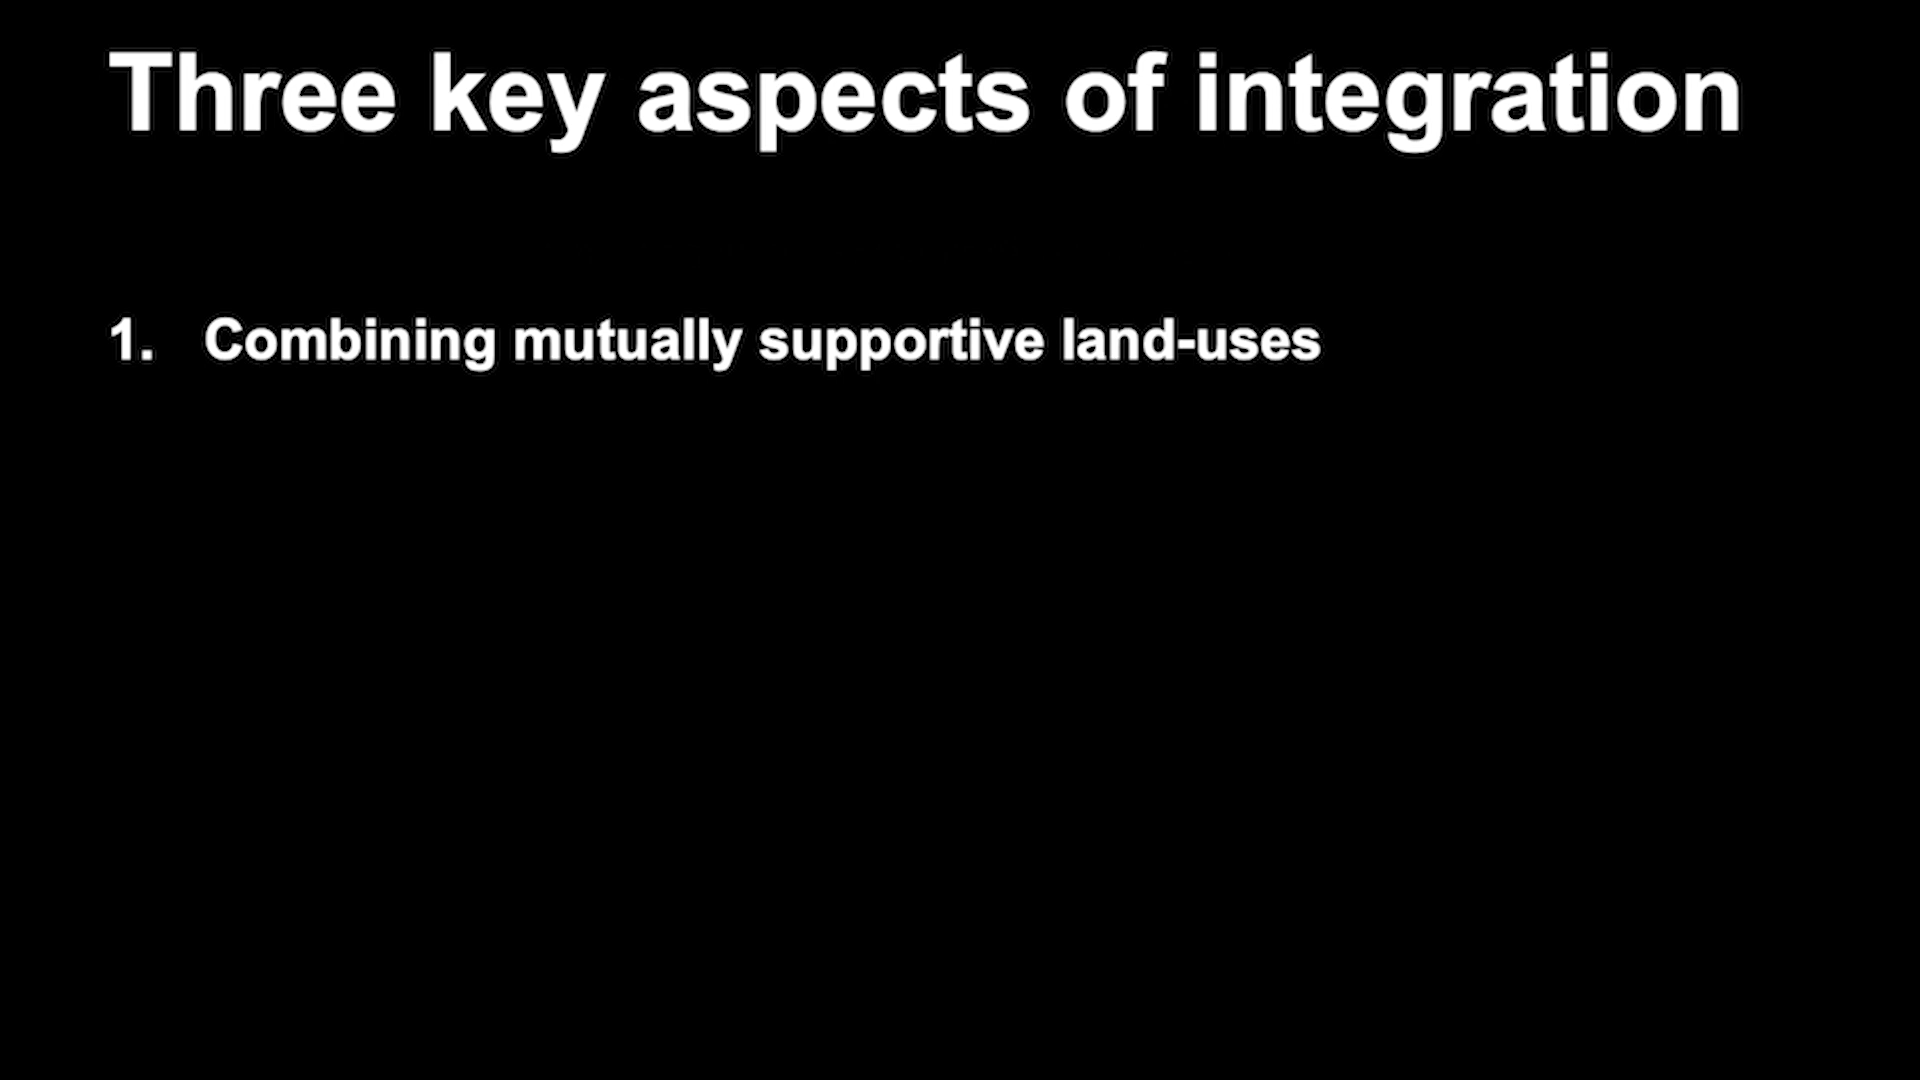 Three key aspects of integration
1. Combining mutually supportive land-uses